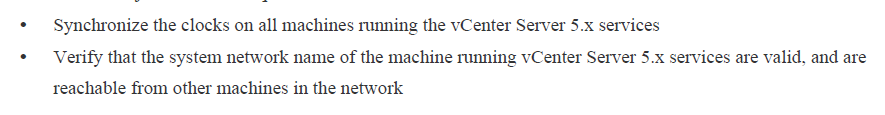 • Synchronize the clocks on all machines running the vCenter Server 5.x services
• Verify that the system network name of the machine running vCenter Server 5.x services are valid, and are
reachable from other machines in the network